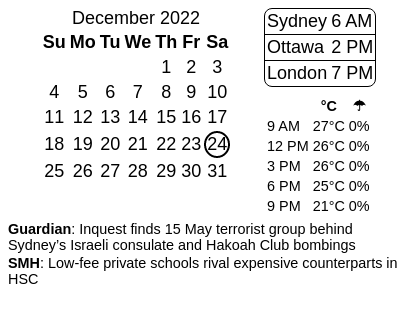 December 2022
Su Mo Tu We Th Fr Sa
1 2 3
4 5 6 7 8 9 10
11 12 13 14 15 16 17
18 19 20 21 22 23 24
25 26 27 28 29 30 31
Sydney 6 AM
Ottawa 2 PM
London 7 PM
°C ☂
9 AM 27°C 0%
12 PM 26°C 0%
3 PM 26°C 0%
6 PM 25°C 0%
9 PM 21°C 0%
Guardian: Inquest finds 15 May terrorist group behind
Sydney’s Israeli consulate and Hakoah Club bombings
SMH: Low-fee private schools rival expensive counterparts in
HSC